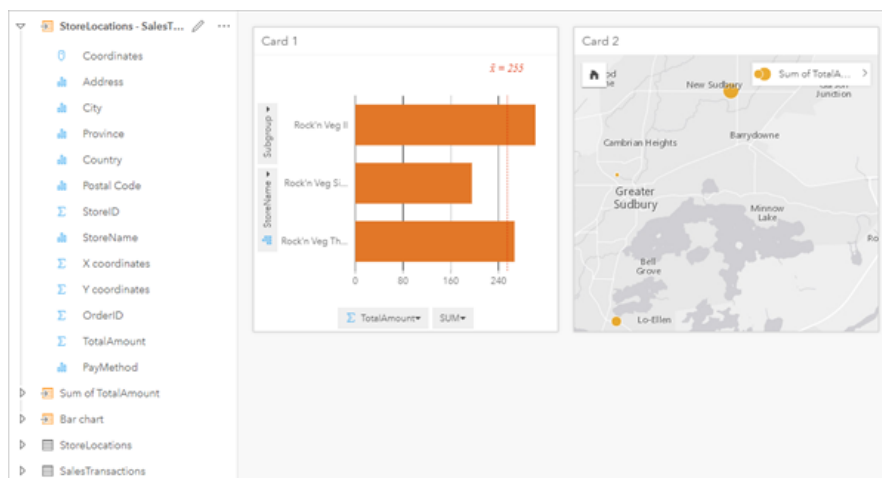 StoreLocations - SalesT...
Coordinates
Address
City
Province
Country
Postal Code
StoreID
StoreName
X coordinates
Y coordinates
OrderID
TotalAmount
PayMethod
Sum of TotalAmount
Bar chart
StoreLocations
SalesTransactions
Card 1
x̄ = 255
Subgroup
StoreName
Rock'n Veg II
Rock'n Veg Si...
Rock'n Veg Th...
0 80 160 240
Σ TotalAmount
SUM
Card 2
Sum of TotalA...
New Sudbury
Junction
Cambrian Heights
Barrydowne
Greater
Sudbury
Minnow
Lake
Ro
Bell
Grove
Lo-Ellen